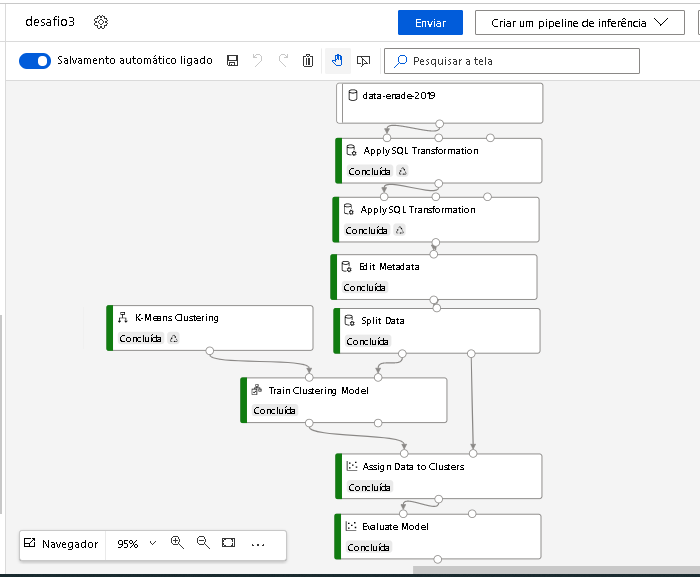 desafio3
Enviar
Criar um pipeline de inferência
Salvamento automático ligado
Pesquisar a tela
data-enade-2019
Apply SQL Transformation
Concluída
Apply SQL Transformation
Concluída
Edit Metadata
Concluída
K-Means Clustering
Concluída
Split Data
Concluída
Train Clustering Model
Concluída
Assign Data to Clusters
Concluída
Evaluate Model
Concluída
Navegador
95%